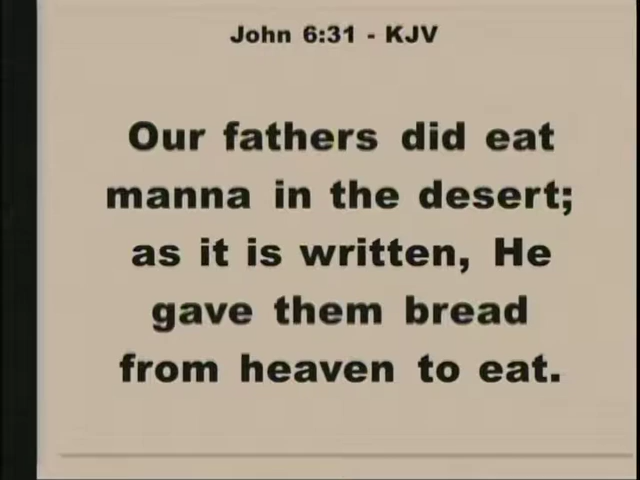 John 6:31 - KJV
Our fathers did eat
manna in the desert;
as it is written, He
gave them bread
from heaven to eat.